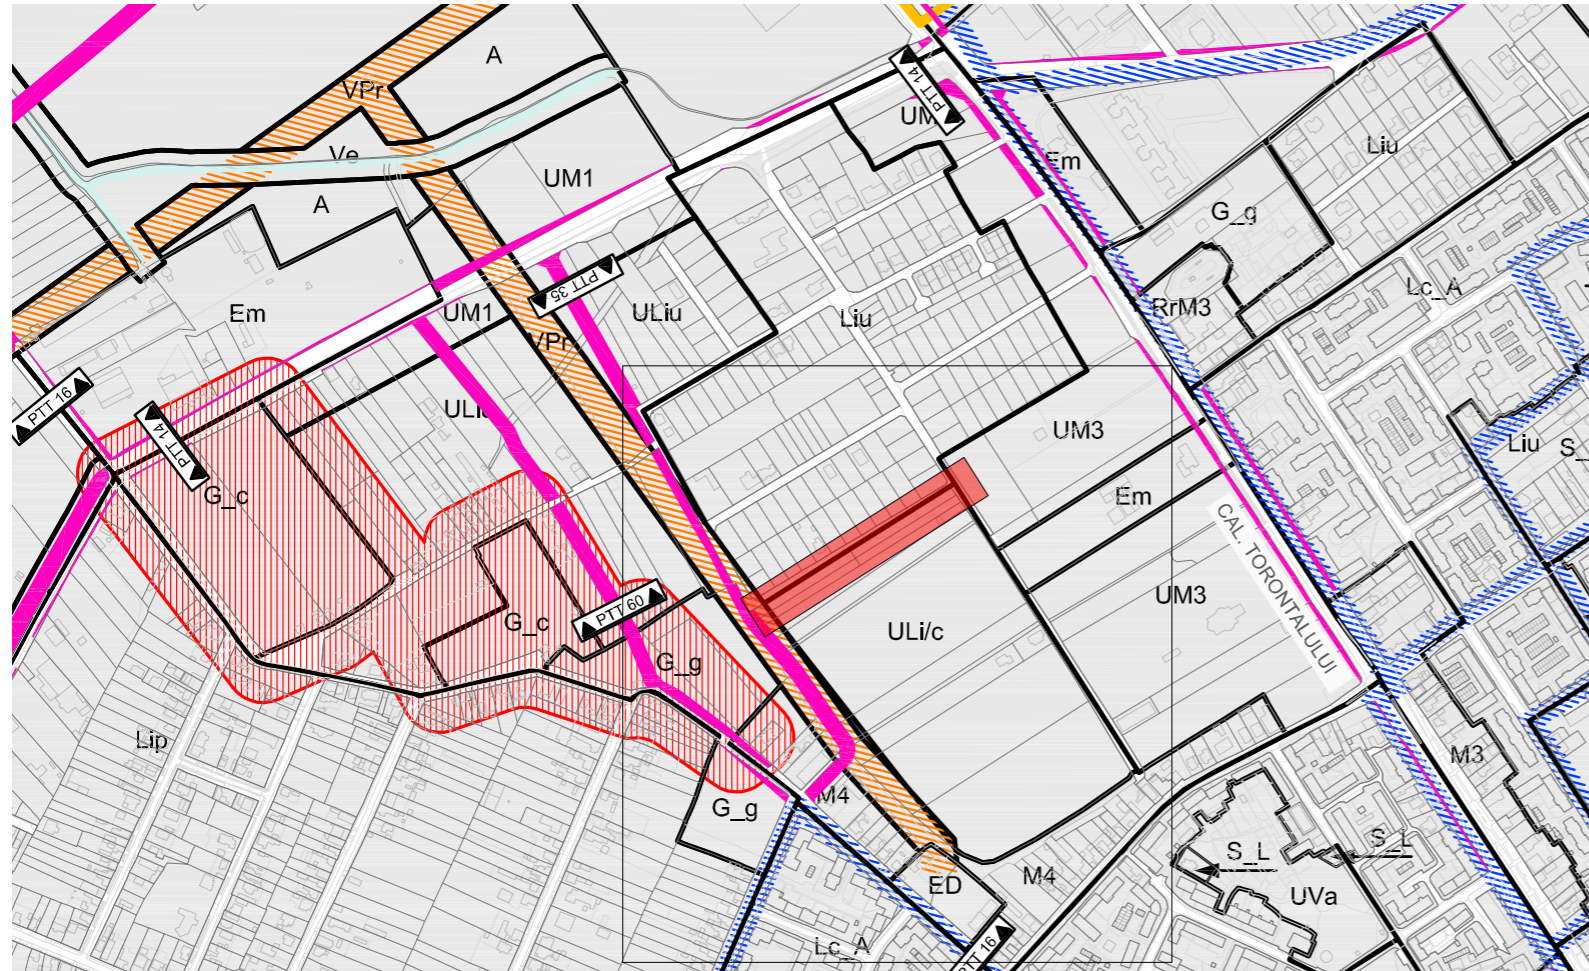 A
VPr
PTT 14
UM
Ve
Em
Liu
UM1
A
G_g
PTT 35
Em
UM1
ULiu
Liu
Lc_A
RrM3
VPr
PTT 16
PTT 14
UM3
Liu
G_c
Em
CAL. TORONTALULUI
PTT 60
G_c
UM3
ULi/c
G_g
Lip
M3
M4
G_g
S_L
S_L
ED
M4
UVa
Lc_A
PTT 16